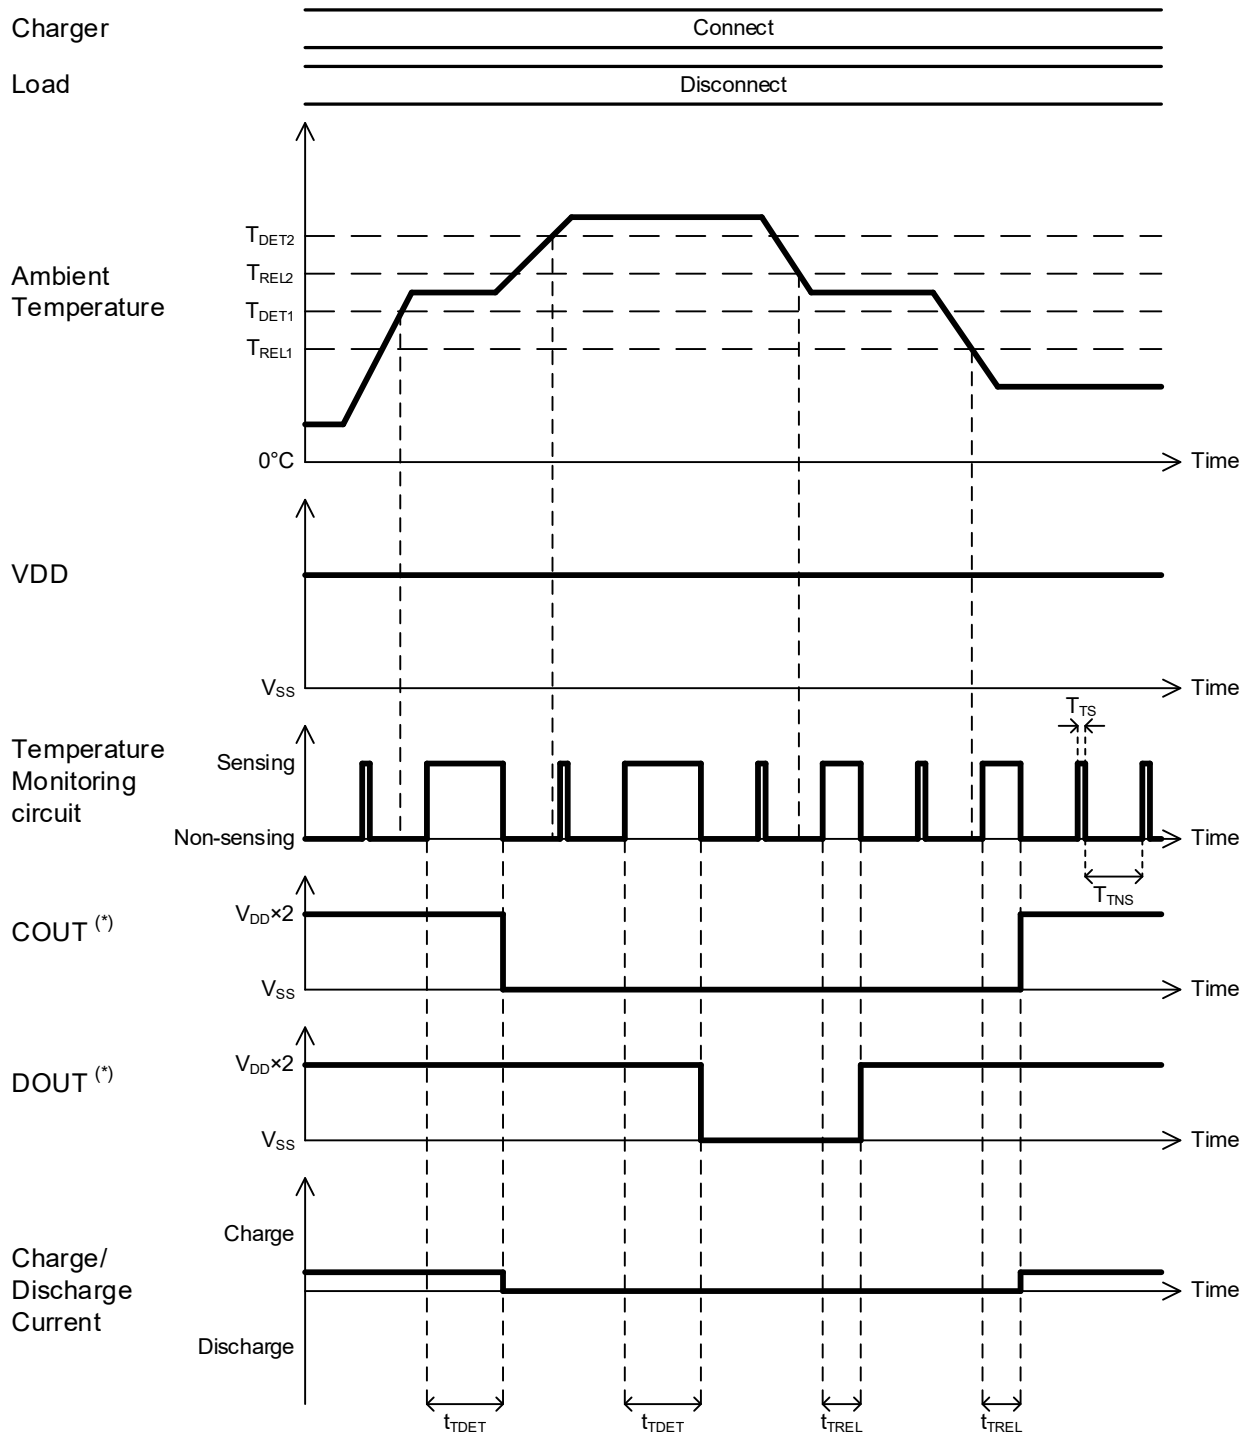 Charger
Connect
Load
Disconnect
Ambient
Temperature
TDET2
TREL2
TDET1
TREL1
0°C
Time
VDD
VSS
Time
Temperature
Monitoring
circuit
Sensing
Non-sensing
TTS
Time
TTNS
COUT (*)
VDD×2
VSS
Time
DOUT (*)
VDD×2
VSS
Time
Charge/
Discharge
Current
Charge
Time
Discharge
tTDET
tTDET
tTREL
tTREL